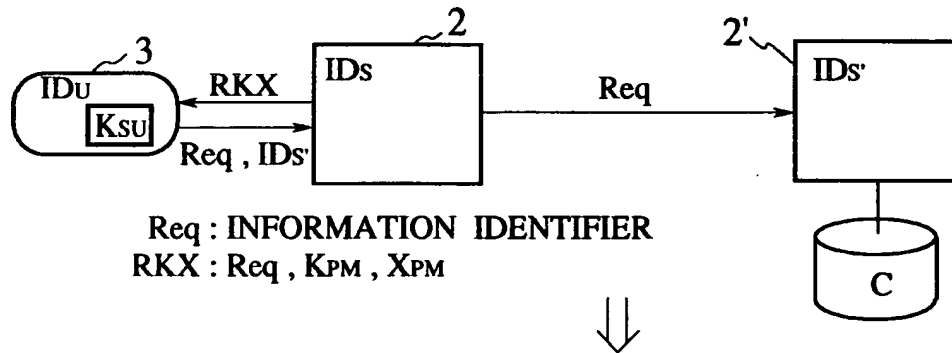 3
2
2'
IDU
KSU
RKX
Req , IDS'
IDS
Req
IDS'
C
Req : INFORMATION IDENTIFIER
RKX : Req , KPM , XPM